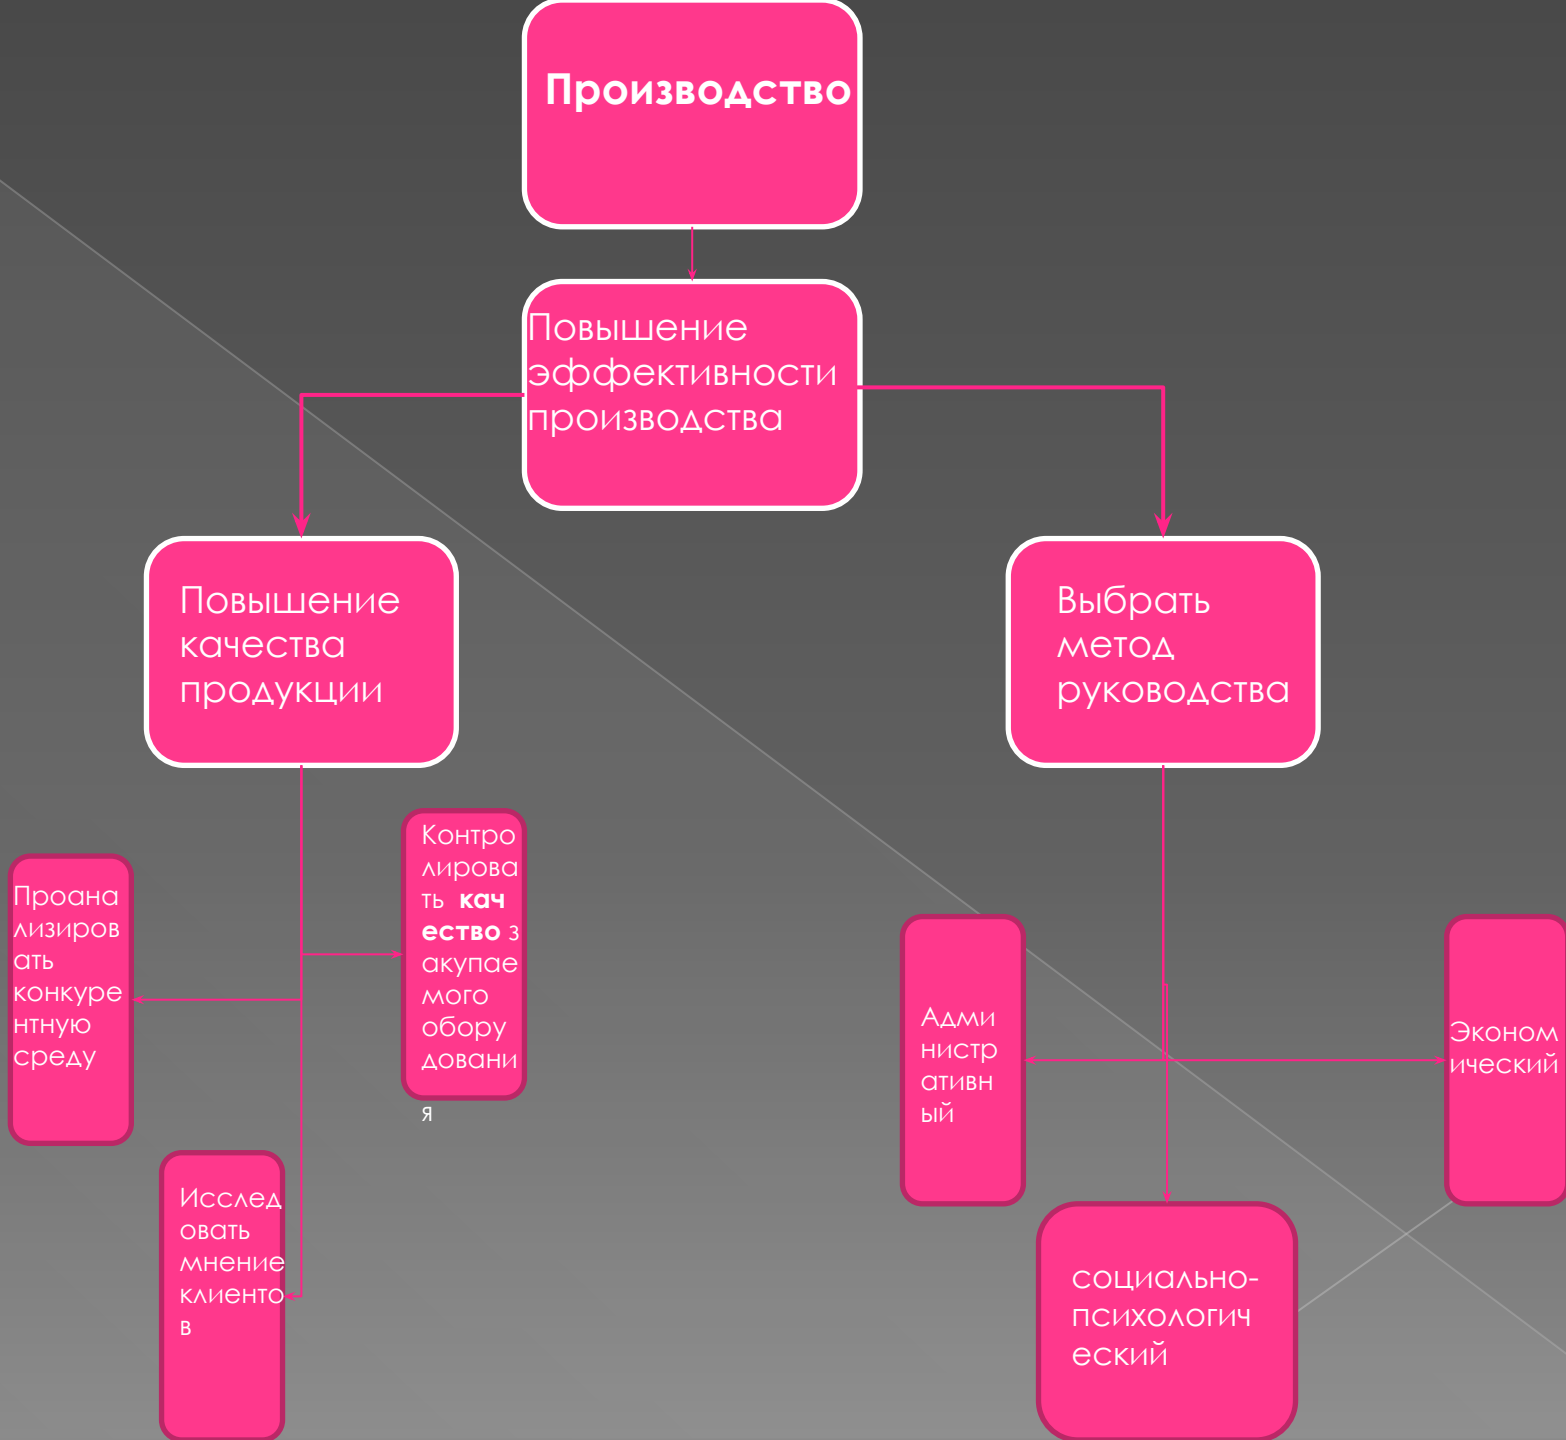 Производство
Повышение
эффективности
производства
Повышение
качества
продукции
Выбрать
метод
руководства
Контро
лирова
ть кач
ество з
акупае
мого
обору
довани
я
Проана
лизиров
ать
конкуре
нтную
среду
Исслед
овать
мнение
клиенто
в
Адми
нистр
ативн
ый
Эконом
ический
социально-
психологич
еский